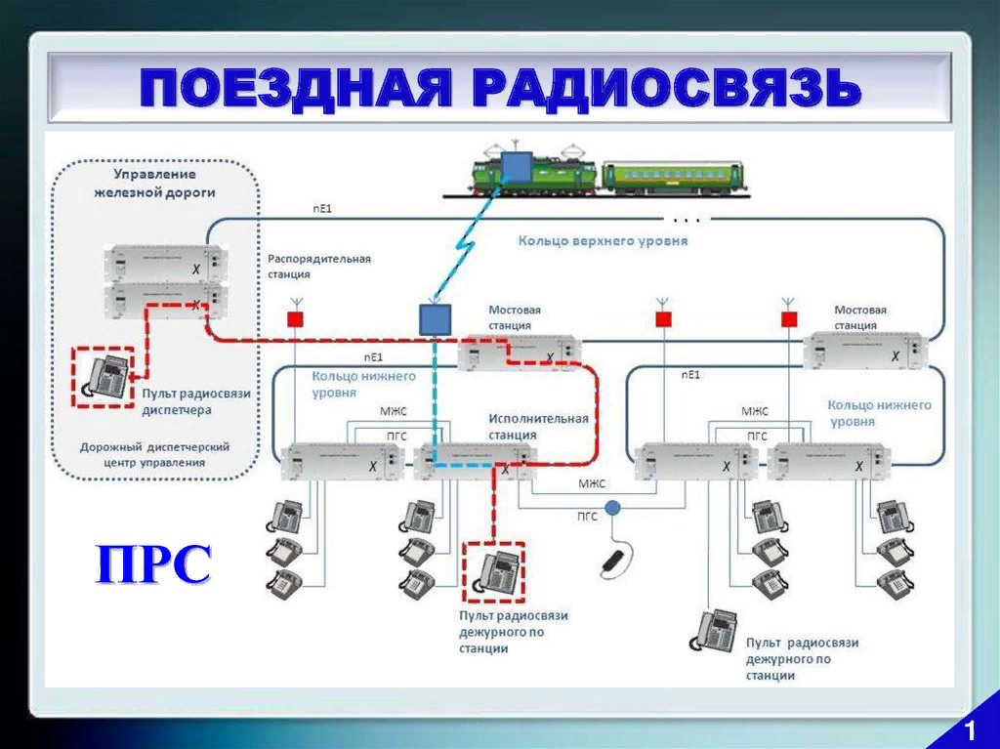 ПОЕЗДНАЯ РАДИОСВЯЗЬ
Управление
железной дороги
nE1
. . .
Кольцо верхнего уровня
Распорядительная
станция
X
X
Мостовая
станция
Мостовая
станция
X
X
nE1
Кольцо нижнего
уровня
nE1
Кольцо нижнего
уровня
Пульт радиосвязи
диспетчера
МЖС
ПГС
Исполнительная
станция
МЖС
ПГС
Дорожный диспетчерский
центр управления
X
X
X
X
МЖС
ПГС
ПРС
Пульт радиосвязи
дежурного по
станции
Пульт радиосвязи
дежурного по
станции
1